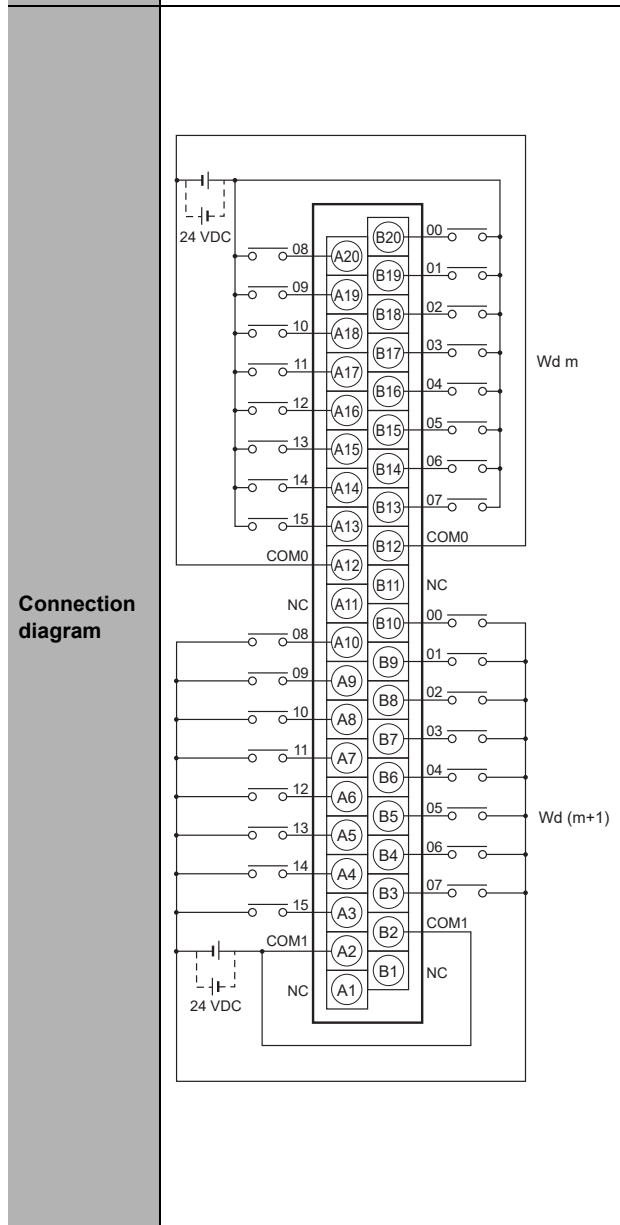 Connection
diagram
24 VDC
B20 00
08 A20
B19 01
09 A19
B18 02
10 A18
B17 03
Wd m
11 A17
B16 04
12 A16
B15 05
13 A15
B14 06
14 A14
B13 07
15 A13
B12 COM0
COM0 A12
B11 NC
NC A11
B10 00
08 A10
B9 01
09 A9
B8 02
10 A8
B7 03
11 A7
B6 04
12 A6
B5 05
Wd (m+1)
13 A5
B4 06
14 A4
B3 07
15 A3
B2 COM1
COM1 A2
B1 NC
NC A1
24 VDC